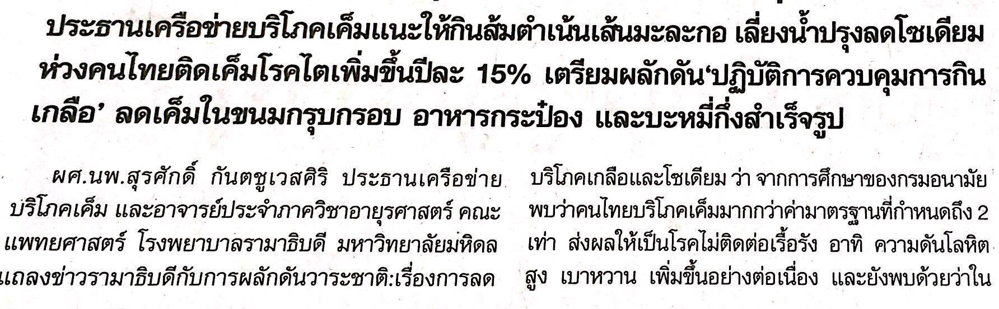 ประธานเครือข่ายบริโภคเค็มแนะให้กินส้มตำเน้นเส้นมะละกอ เลี่ยงน้ำปรุงลดโซเดียม
ห่วงคนไทยติดเค็มโรคไตเพิ่มขึ้นปีละ 15% เตรียมผลักดัน‘ปฏิบัติการควบคุมการกิน
เกลือ’ ลดเค็มในขนมกรุบกรอบ อาหารกระป๋อง และบะหมี่กึ่งสำเร็จรูป
ผศ.นพ.สุรศักดิ์ กันตชูเวสศิริ ประธานเครือข่าย
บริโภคเค็ม และอาจารย์ประจำภาควิชาอายุรศาสตร์ คณะ
แพทยศาสตร์ โรงพยาบาลรามาธิบดี มหาวิทยาลัยมหิดล
แถลงข่าวรามาธิบดีกับการผลักดันวาระชาติ:เรื่องการลด
บริโภคเกลือและโซเดียม ว่า จากการศึกษาของกรมอนามัย
พบว่าคนไทยบริโภคเค็มมากกว่าค่ามาตรฐานที่กำหนดถึง 2
เท่า ส่งผลให้เป็นโรคไม่ติดต่อเรื้อรัง อาทิ ความดันโลหิต
สูง เบาหวาน เพิ่มขึ้นอย่างต่อเนื่อง และยังพบด้วยว่าใน